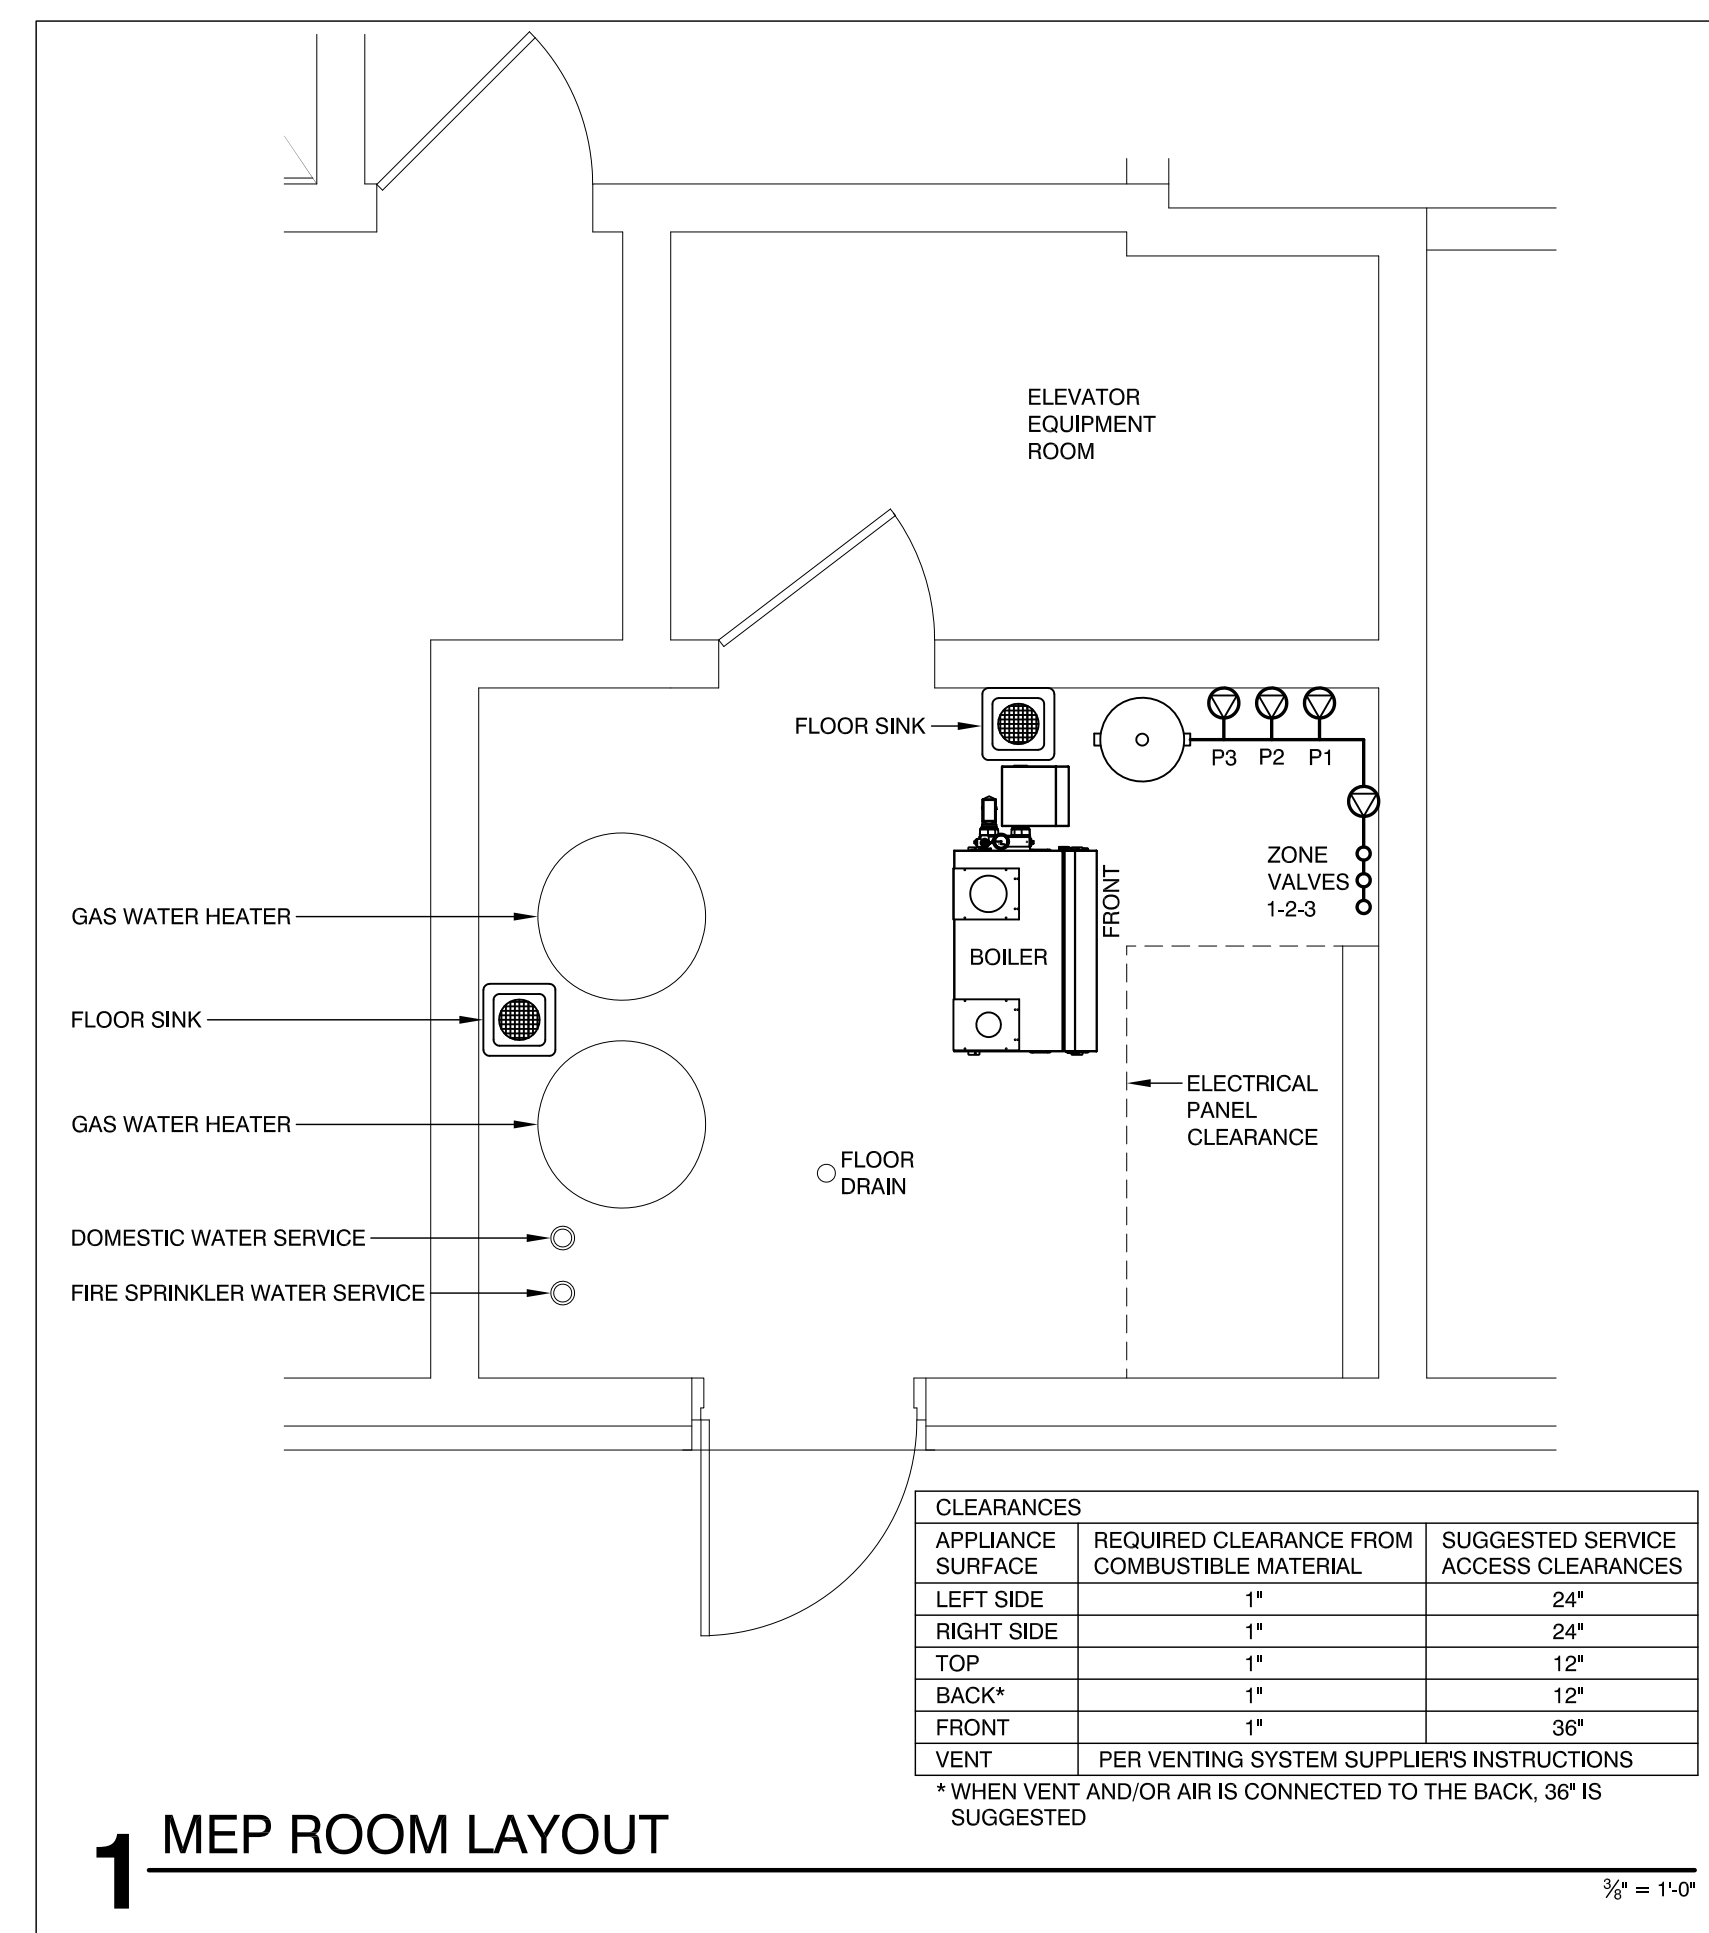 ELEVATOR
EQUIPMENT
ROOM
FLOOR SINK
P3 P2 P1
ZONE
VALVES
1-2-3
FRONT
GAS WATER HEATER
BOILER
FLOOR SINK
ELECTRICAL
PANEL
CLEARANCE
GAS WATER HEATER
FLOOR
DRAIN
DOMESTIC WATER SERVICE
FIRE SPRINKLER WATER SERVICE
CLEARANCES
APPLIANCE
SURFACE
REQUIRED CLEARANCE FROM
COMBUSTIBLE MATERIAL
SUGGESTED SERVICE
ACCESS CLEARANCES
LEFT SIDE 1" 24"
RIGHT SIDE 1" 24"
TOP 1" 12"
BACK* 1" 12"
FRONT 1" 36"
VENT PER VENTING SYSTEM SUPPLIER'S INSTRUCTIONS
* WHEN VENT AND/OR AIR IS CONNECTED TO THE BACK, 36" IS
SUGGESTED
1 MEP ROOM LAYOUT
3⁄8" = 1'-0"